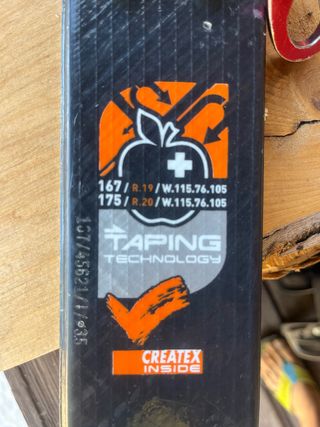 167/R.19/W.115.76.105
175/R.20/W.115.76.105
TAPING
TECHNOLOGY
CREATEX
INSIDE